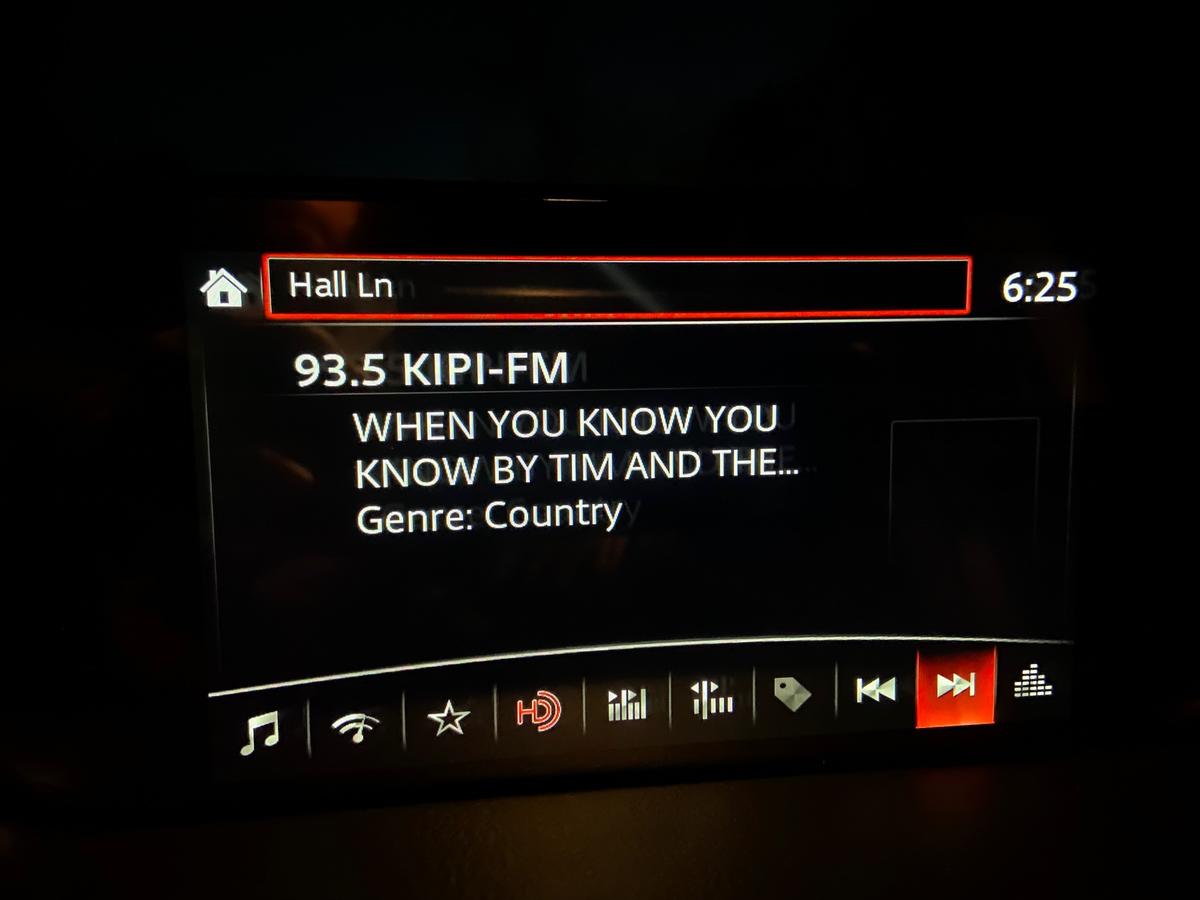 Hall Ln
6:25
93.5 KIPI-FM
WHEN YOU KNOW YOU
KNOW BY TIM AND THE...
Genre: Country
HD